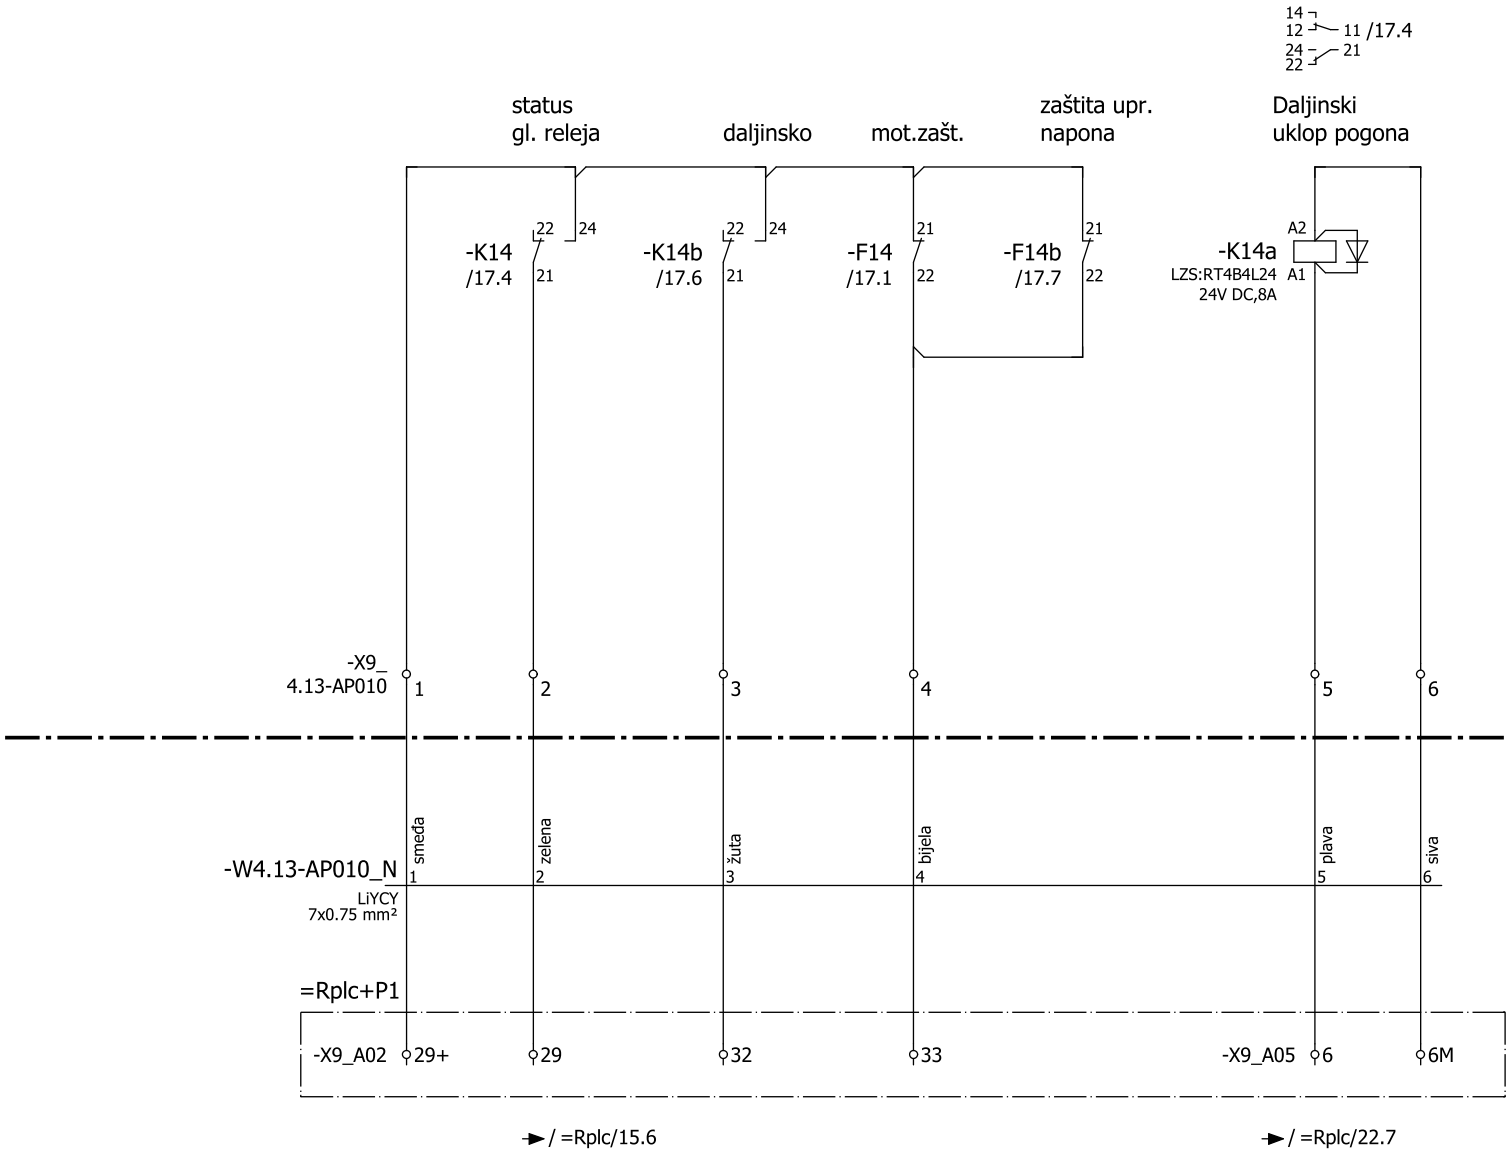 14
12 11 /17.4
24 21
22
status
gl. releja
daljinsko
mot.zašt.
zaštita upr.
napona
Daljinski
uklop pogona
22 24
-K14
/17.4 21
22 24
-K14b
/17.6 21
21
-F14
/17.1 22
21
-F14b
/17.7 22
A2
-K14a
LZS:RT4B4L24 A1
24V DC,8A
-X9_
4.13-AP010 1 2 3 4 5 6
smeđa zelena žuta bijela plava siva
-W4.13-AP010_N 1 2 3 4 5 6
LiYCY
7x0.75 mm²
=Rplc+P1
-X9_A02 29+ 29 32 33 -X9_A05 6 6M
/ =Rplc/15.6 / =Rplc/22.7